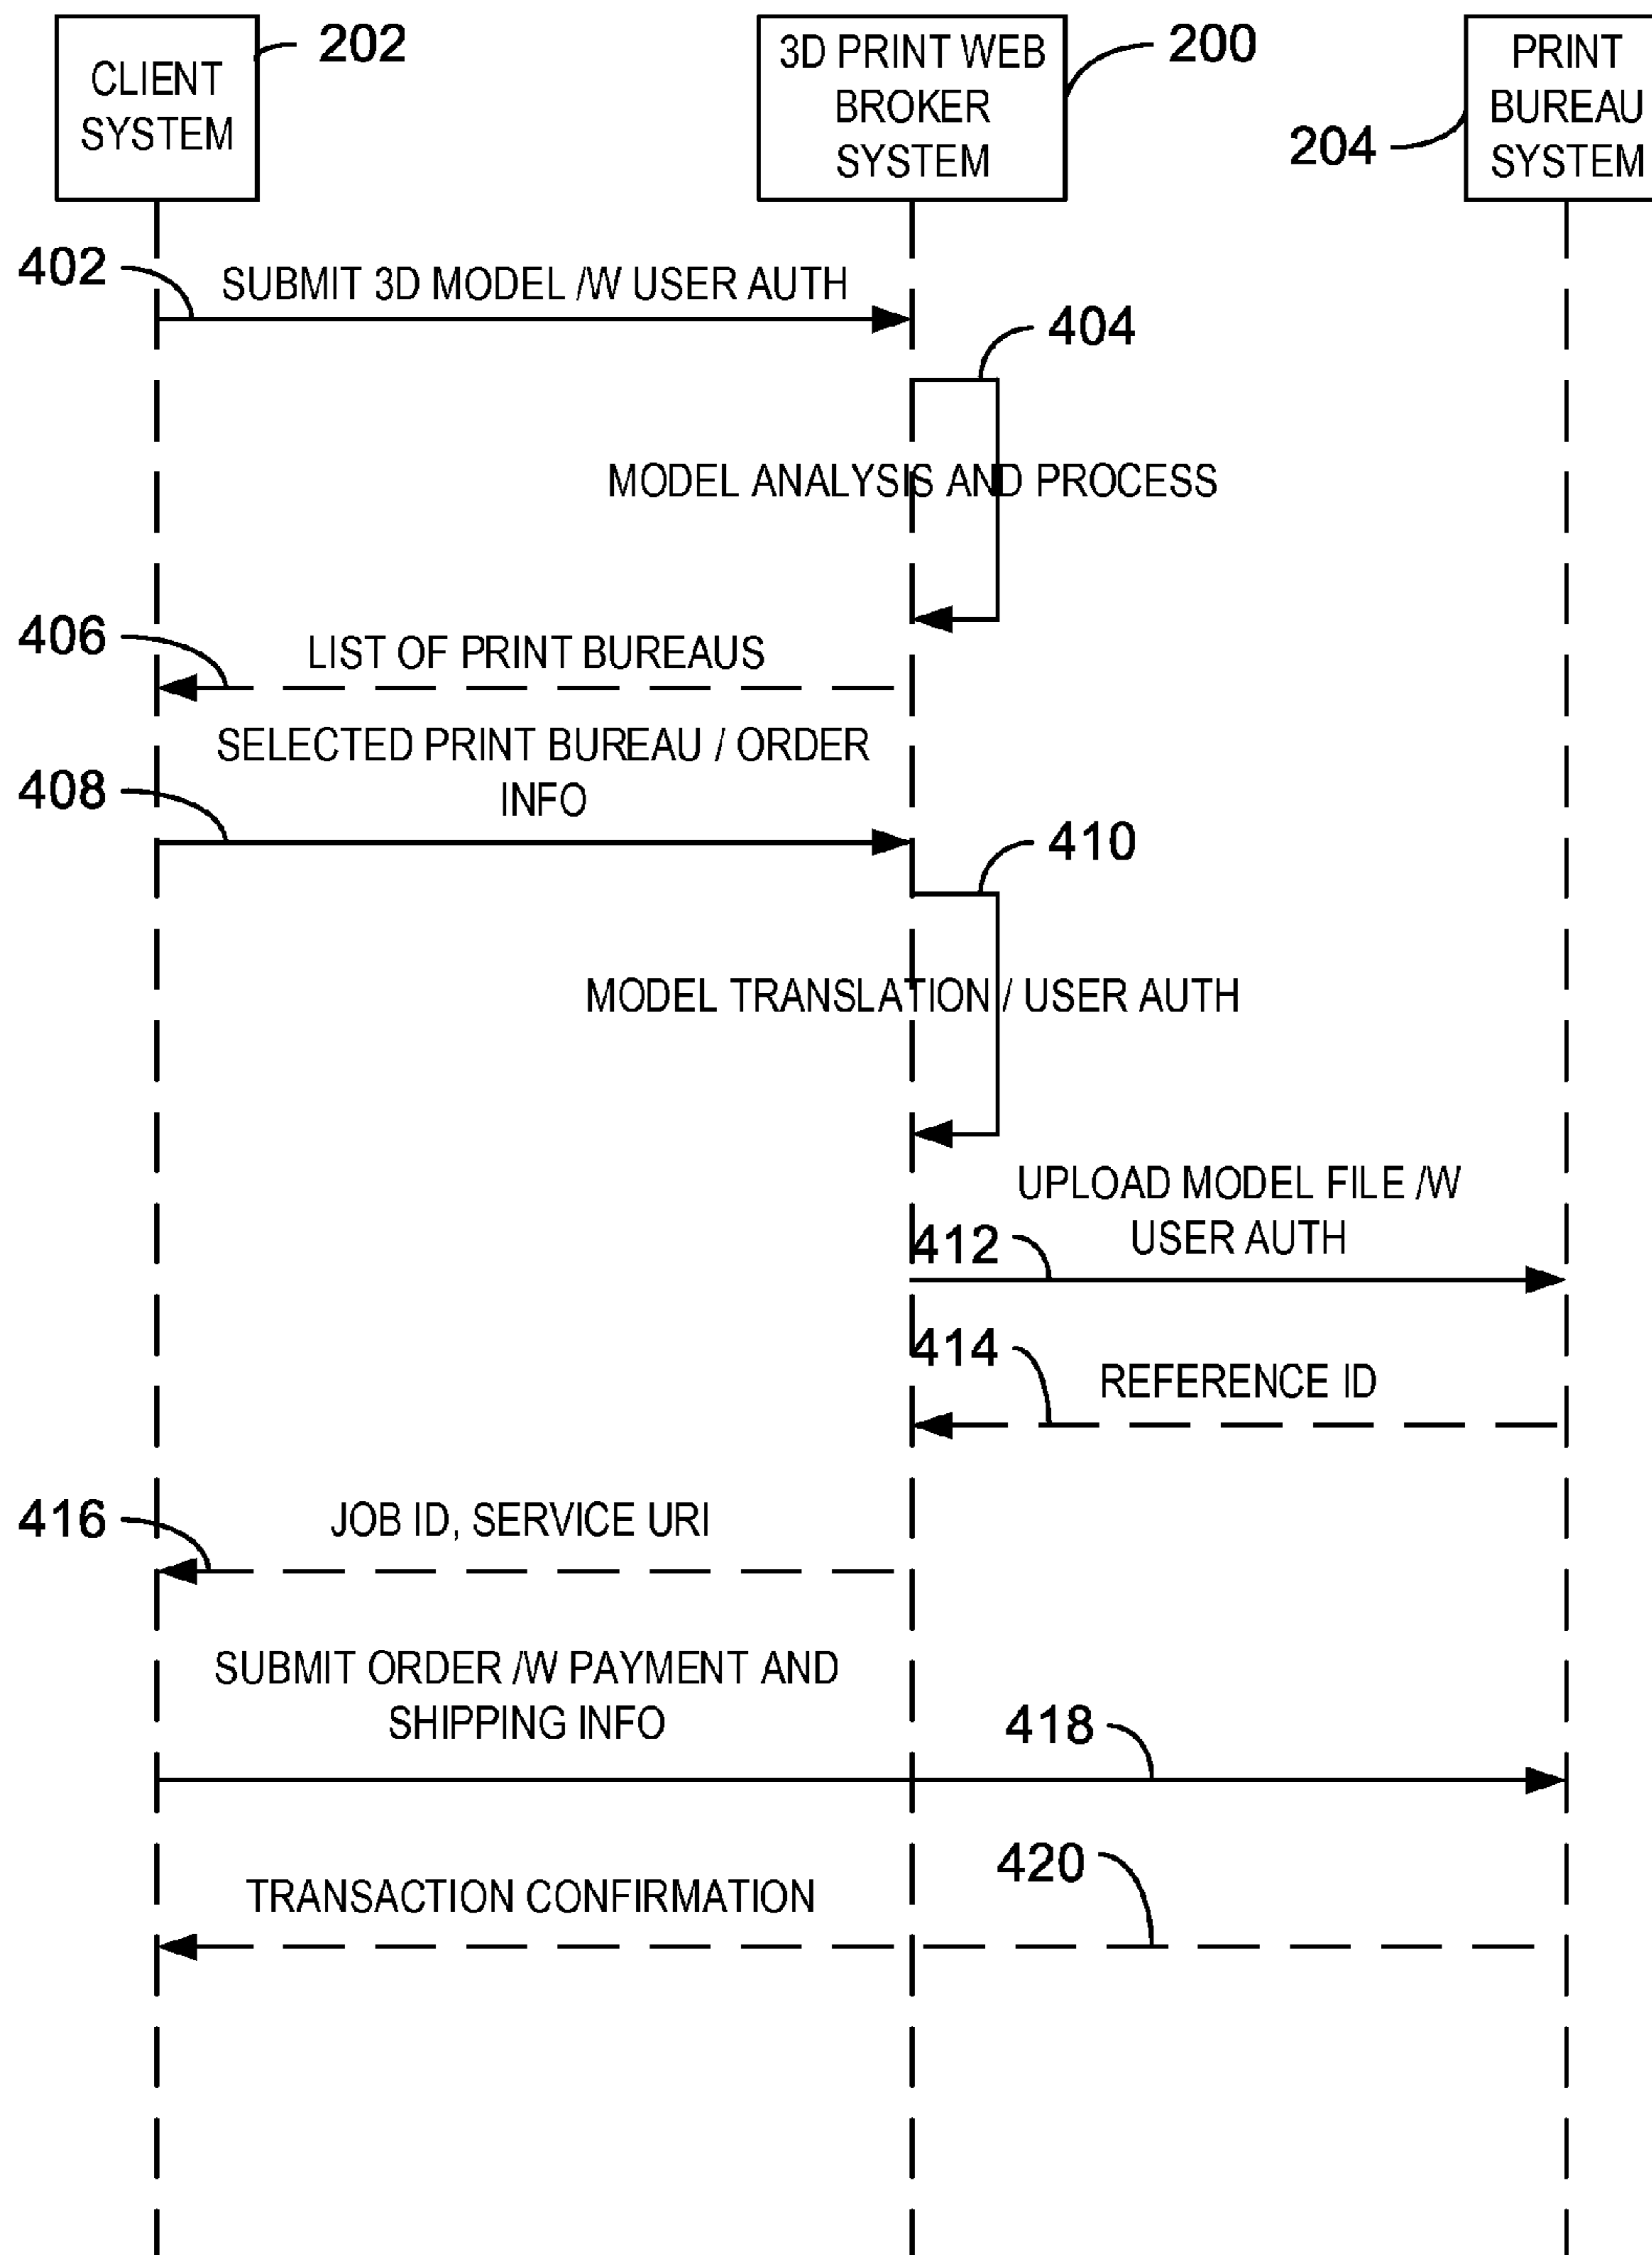 CLIENT
SYSTEM
202
3D PRINT WEB
BROKER
SYSTEM
200
PRINT
BUREAU
SYSTEM
204
402
SUBMIT 3D MODEL /W USER AUTH
404
MODEL ANALYSIS AND PROCESS
406
LIST OF PRINT BUREAUS
SELECTED PRINT BUREAU / ORDER
INFO
408
410
MODEL TRANSLATION / USER AUTH
UPLOAD MODEL FILE /W
USER AUTH
412
414
REFERENCE ID
416
JOB ID, SERVICE URI
SUBMIT ORDER /W PAYMENT AND
SHIPPING INFO
418
420
TRANSACTION CONFIRMATION